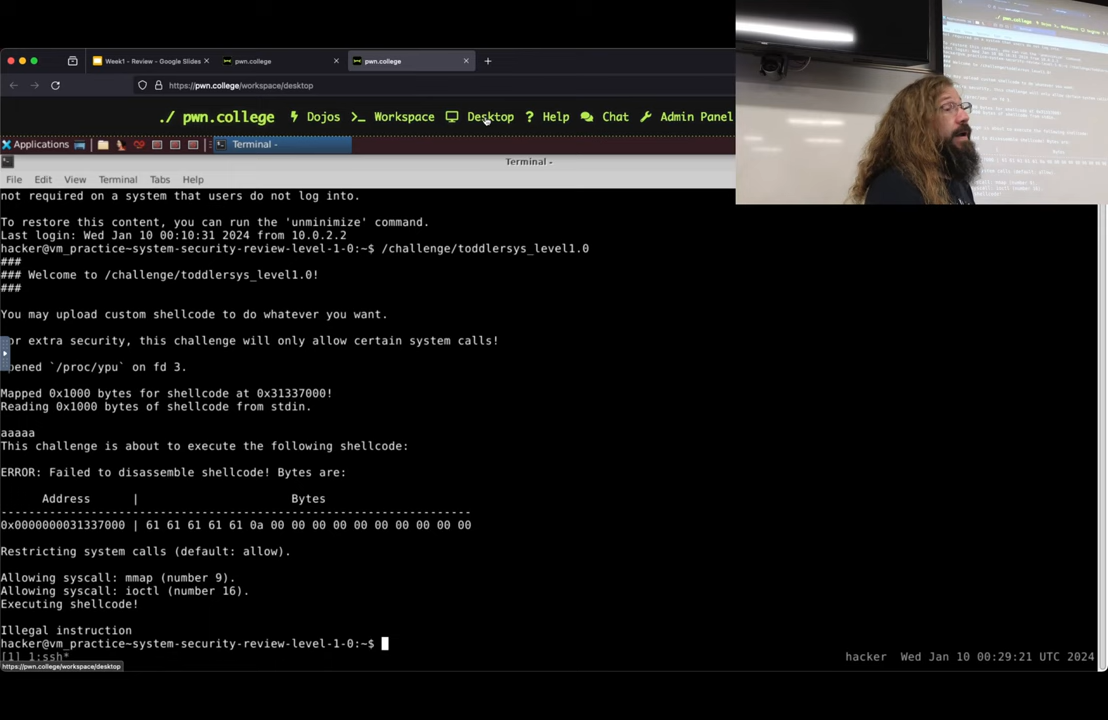 Week1 - Review - Google Slides
pwn.college
pwn.college
https://pwn.college/workspace/desktop
./ pwn.college Dojos >_ Workspace Desktop ? Help Chat Admin Panel
Applications Terminal -
Terminal -
File Edit View Terminal Tabs Help
not required on a system that users do not log into.
To restore this content, you can run the 'unminimize' command.
Last login: Wed Jan 10 00:10:31 2024 from 10.0.2.2
hacker@vm_practice~system-security-review-level-1-0:~$ /challenge/toddlersys_level1.0
###
### Welcome to /challenge/toddlersys_level1.0!
###
You may upload custom shellcode to do whatever you want.
or extra security, this challenge will only allow certain system calls!
pened `/proc/ypu` on fd 3.
Mapped 0x1000 bytes for shellcode at 0x31337000!
Reading 0x1000 bytes of shellcode from stdin.
aaaaa
This challenge is about to execute the following shellcode:
ERROR: Failed to disassemble shellcode! Bytes are:
Address | Bytes
--------------------------------------------------------------------
0x0000000031337000 | 61 61 61 61 61 0a 00 00 00 00 00 00 00 00 00 00
Restricting system calls (default: allow).
Allowing syscall: mmap (number 9).
Allowing syscall: ioctl (number 16).
Executing shellcode!
Illegal instruction
hacker@vm_practice~system-security-review-level-1-0:~$
[1] 1:ssh* hacker Wed Jan 10 00:29:21 UTC 2024
https://pwn.college/workspace/desktop